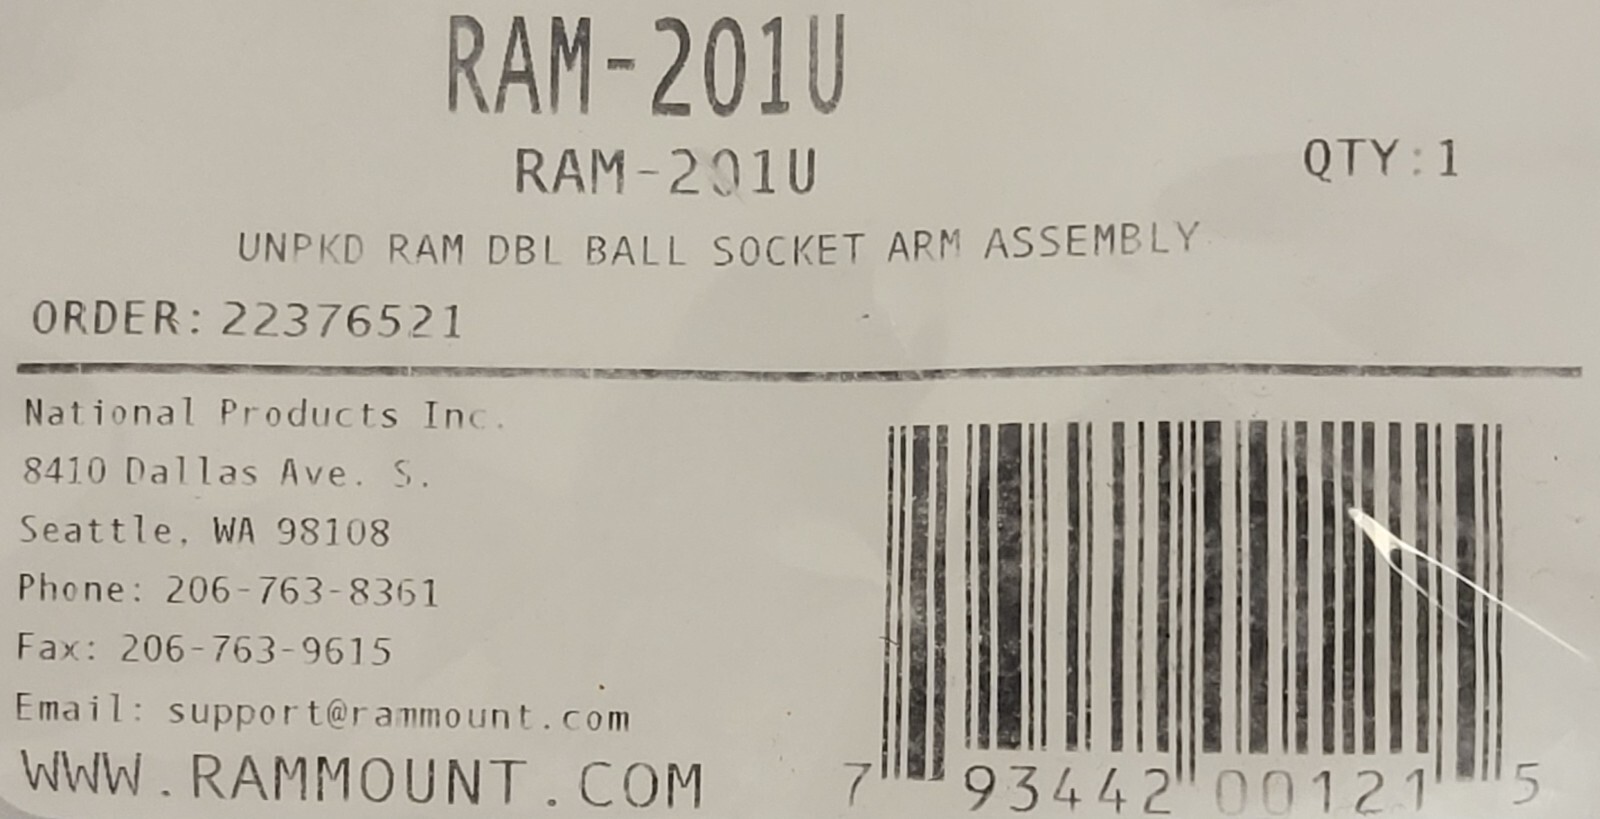 RAM-201U
RAM-201U
QTY:1
UNPKD RAM DBL BALL SOCKET ARM ASSEMBLY
ORDER: 22376521
National Products Inc.
8410 Dallas Ave. S.
Seattle, WA 98108
Phone: 206-763-8361
Fax: 206-763-9615
Email: support@rammount.com
WWW.RAMMOUNT.COM
7 93442 00121 5